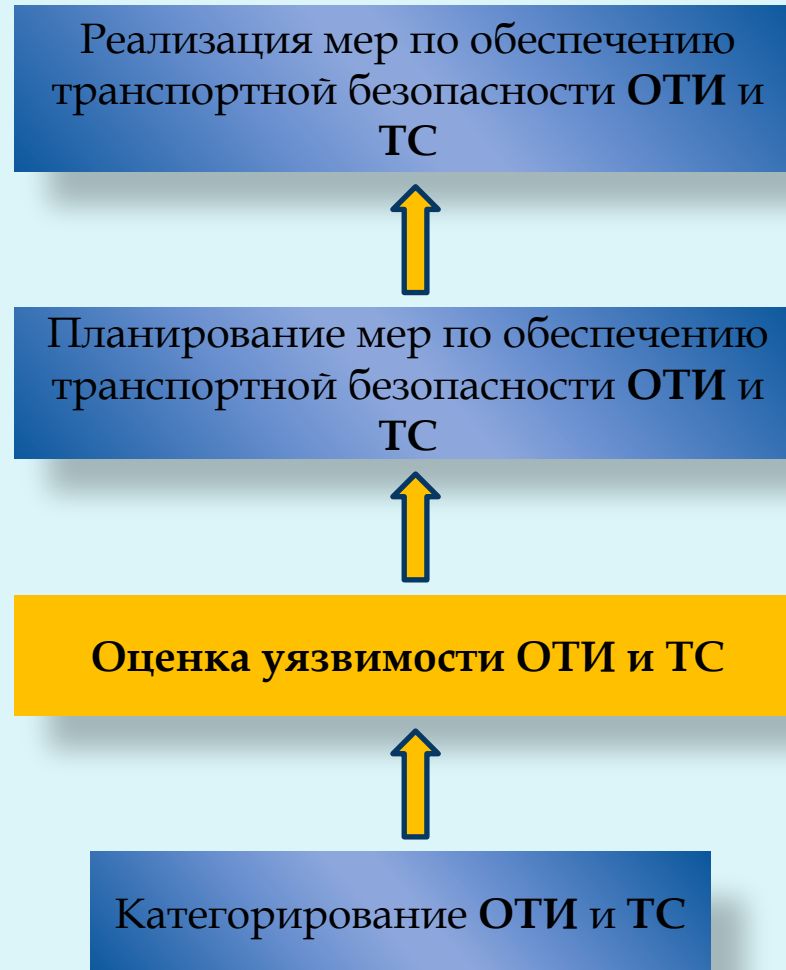 Реализация мер по обеспечению
транспортной безопасности ОТИ и
ТС
Планирование мер по обеспечению
транспортной безопасности ОТИ и
ТС
Оценка уязвимости ОТИ и ТС
Категорирование ОТИ и ТС